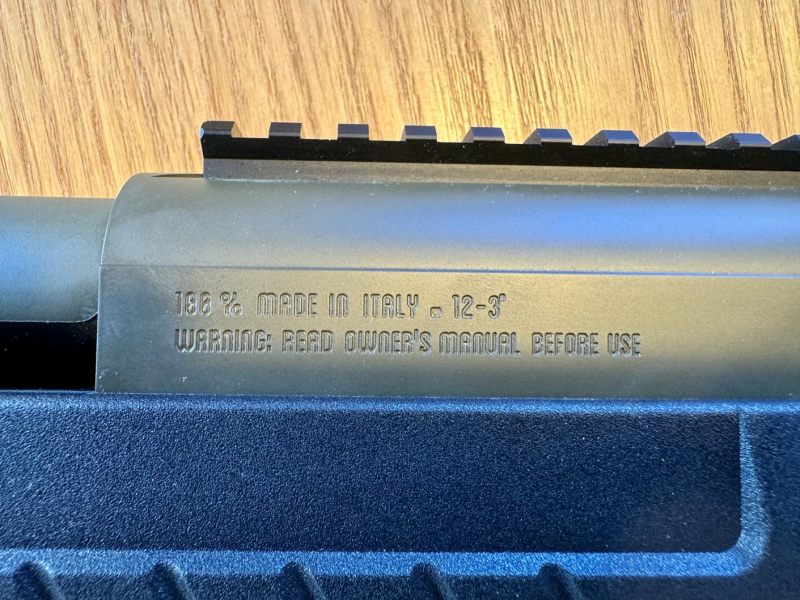 100 % MADE IN ITALY . 12-3"
WARNING: READ OWNER'S MANUAL BEFORE USE